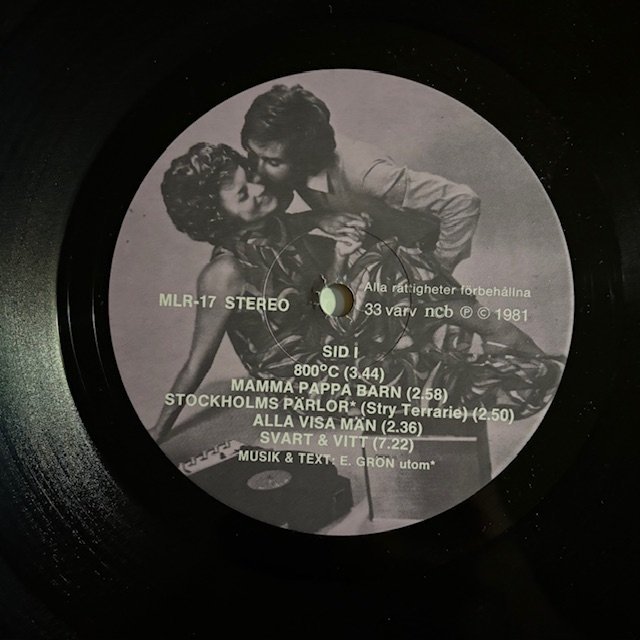 Alla rättigheter förbehållna
MLR-17 STEREO
33 varv ncb ℗ © 1981
SID 1
800°C (3.44)
MAMMA PAPPA BARN (2.58)
STOCKHOLMS PÄRLOR* (Stry Terrarie) (2.50)
ALLA VISA MÄN (2.36)
SVART & VITT (7.22)
MUSIK & TEXT: E. GRÖN utom*